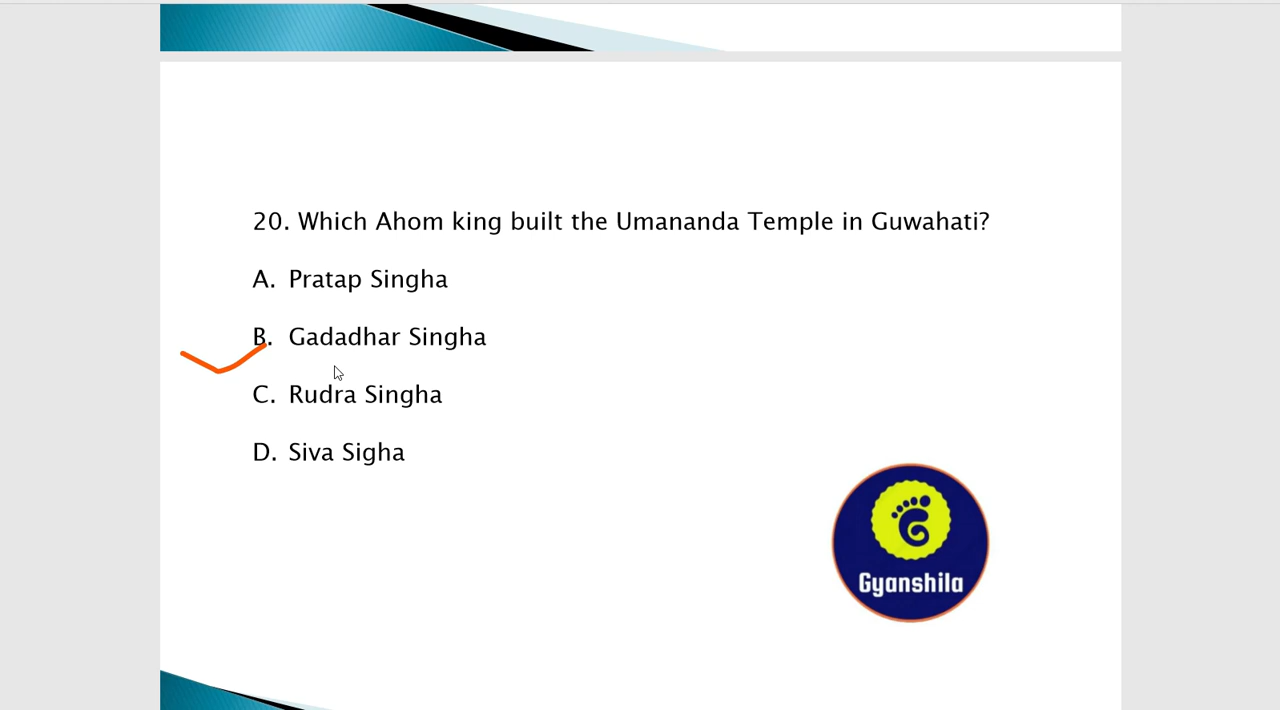 20. Which Ahom king built the Umananda Temple in Guwahati?
A. Pratap Singha
B. Gadadhar Singha
C. Rudra Singha
D. Siva Sigha
Gyanshila